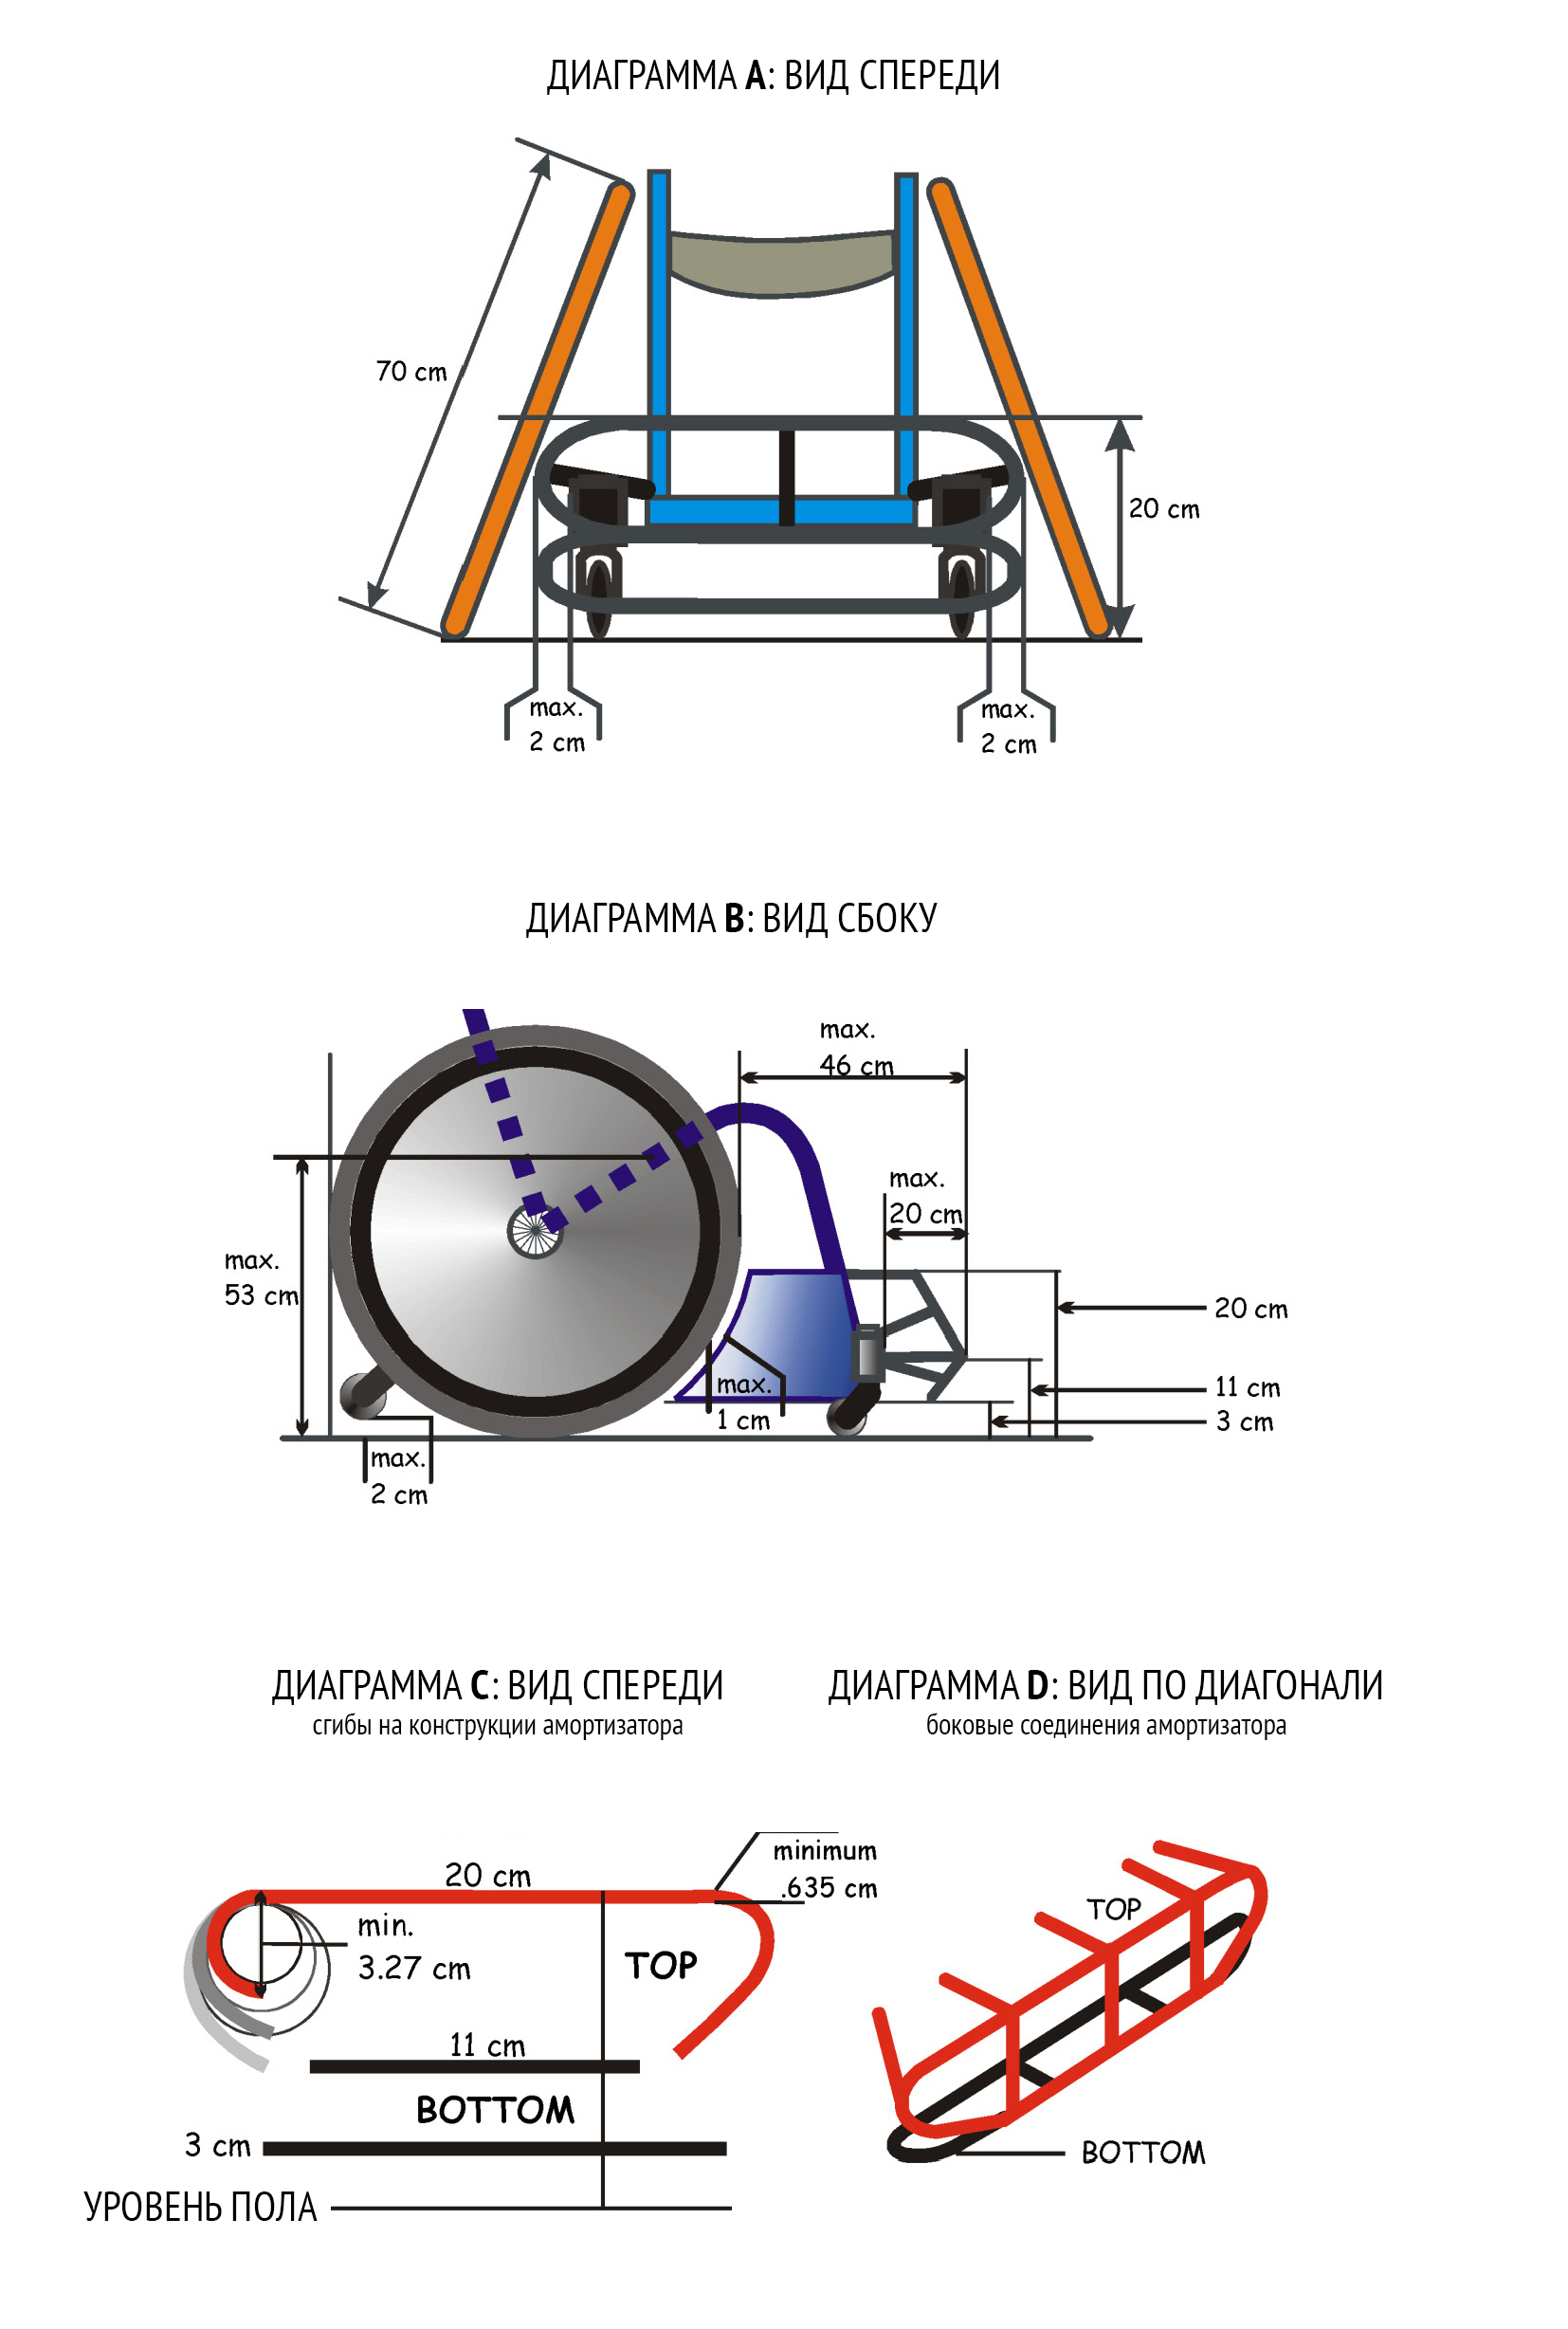 ДИАГРАММА A: ВИД СПЕРЕДИ
70 cm
20 cm
max.
2 cm
max.
2 cm
ДИАГРАММА B: ВИД СБОКУ
max.
46 cm
max.
20 cm
max.
53 cm
20 cm
max.
1 cm
11 cm
3 cm
max.
2 cm
ДИАГРАММА C: ВИД СПЕРЕДИ
сгибы на конструкции амортизатора
ДИАГРАММА D: ВИД ПО ДИАГОНАЛИ
боковые соединения амортизатора
minimum
.635 cm
20 cm
min.
3.27 cm
TOP
11 cm
BOTTOM
3 cm
УРОВЕНЬ ПОЛА
TOP
BOTTOM